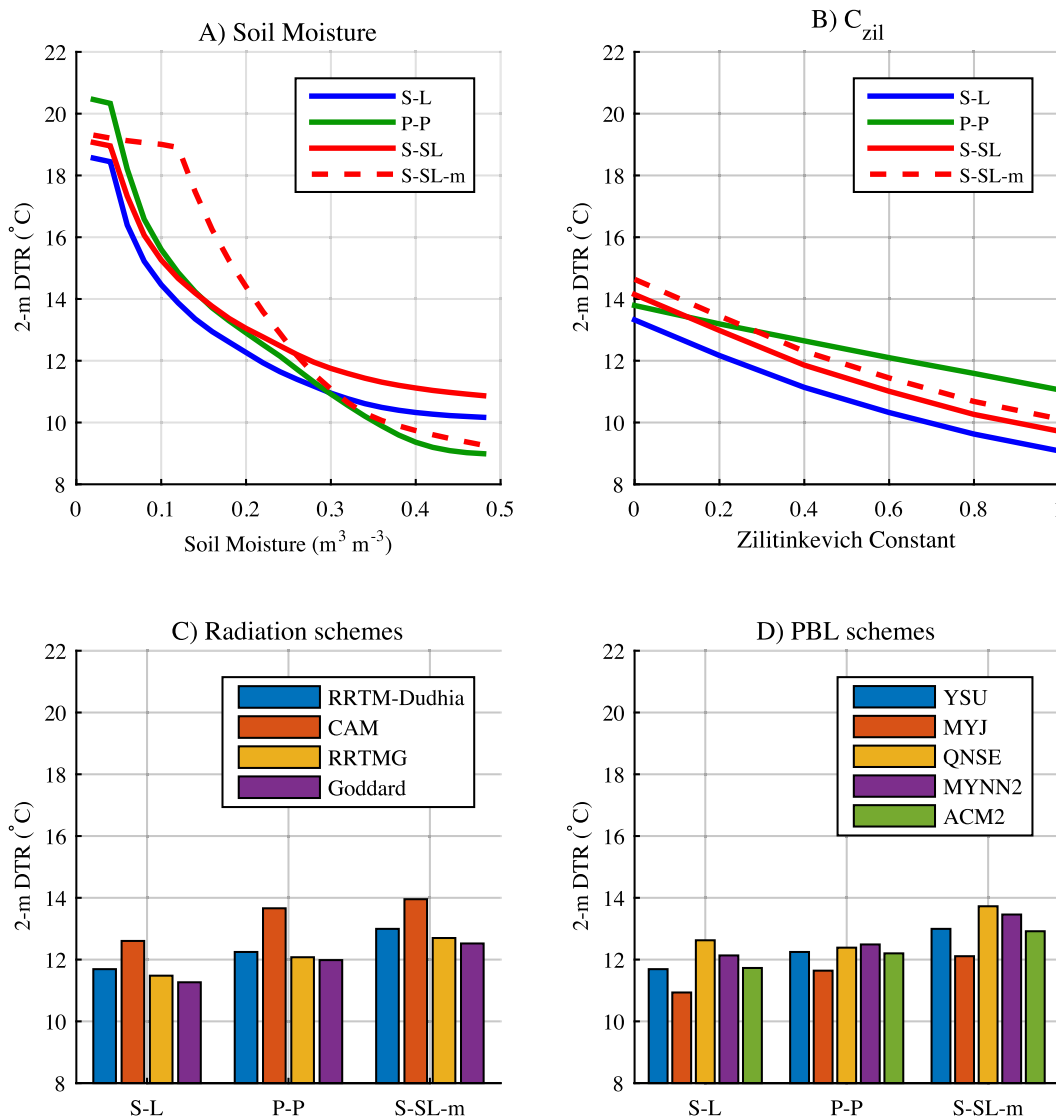 A) Soil Moisture
22
20
18
16
14
12
10
8
2-m DTR (°C)
S-L
P-P
S-SL
S-SL-m
0 0.1 0.2 0.3 0.4 0.5
Soil Moisture (m³ m⁻³)
B) C_zil
22
20
18
16
14
12
10
8
2-m DTR (°C)
S-L
P-P
S-SL
S-SL-m
0 0.2 0.4 0.6 0.8
Zilitinkevich Constant
C) Radiation schemes
22
20
18
16
14
12
10
8
2-m DTR (°C)
RRTM-Dudhia
CAM
RRTMG
Goddard
S-L P-P S-SL-m
D) PBL schemes
22
20
18
16
14
12
10
8
2-m DTR (°C)
YSU
MYJ
QNSE
MYNN2
ACM2
S-L P-P S-SL-m